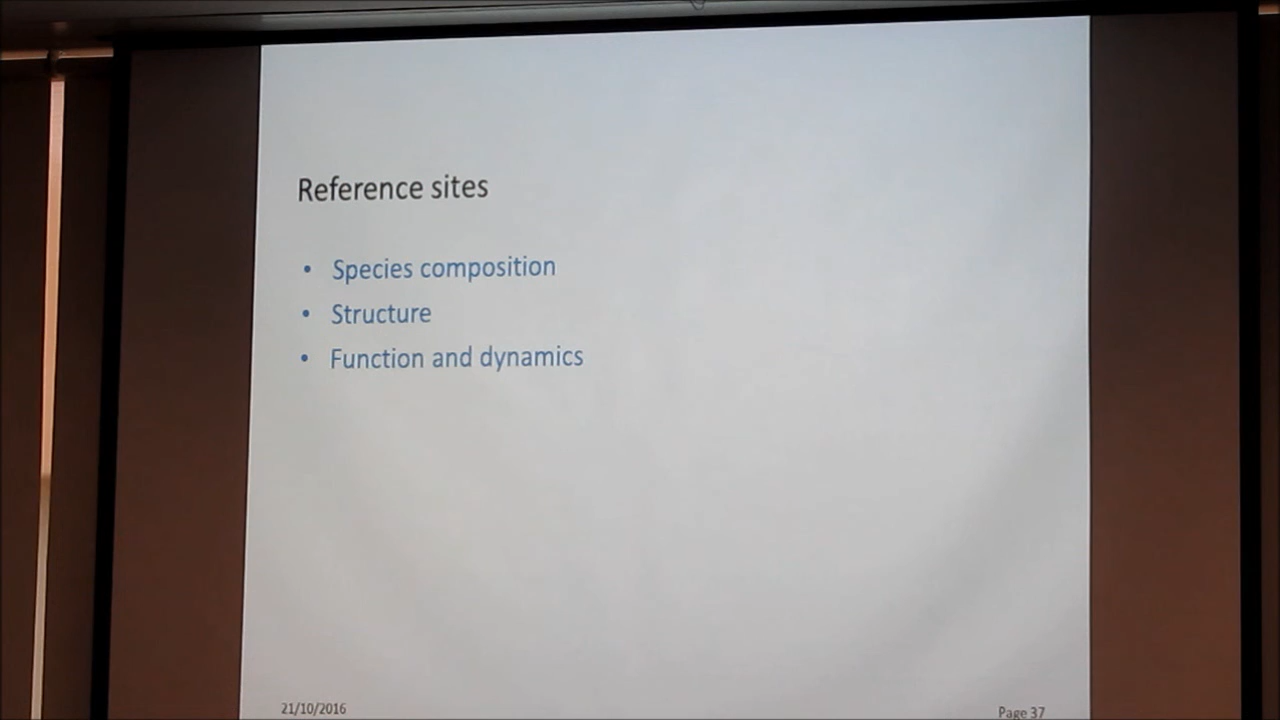 Reference sites
• Species composition
• Structure
• Function and dynamics
21/10/2016
Page 37